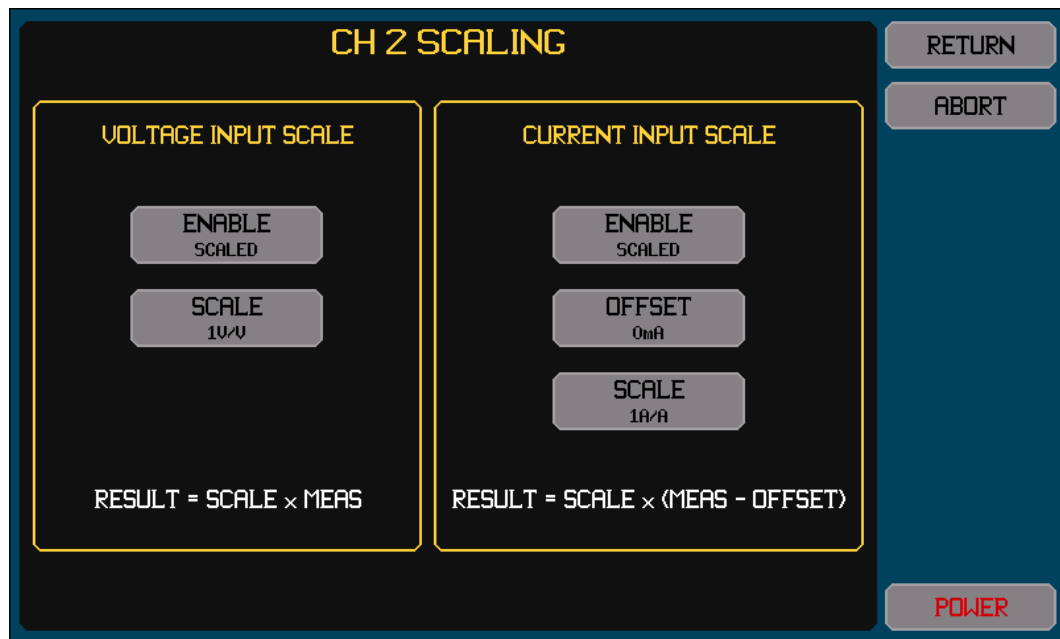 CH 2 SCALING
VOLTAGE INPUT SCALE
ENABLE
SCALED
SCALE
1V/V
RESULT = SCALE × MEAS
CURRENT INPUT SCALE
ENABLE
SCALED
OFFSET
0mA
SCALE
1A/A
RESULT = SCALE × (MEAS - OFFSET)
RETURN
ABORT
POWER